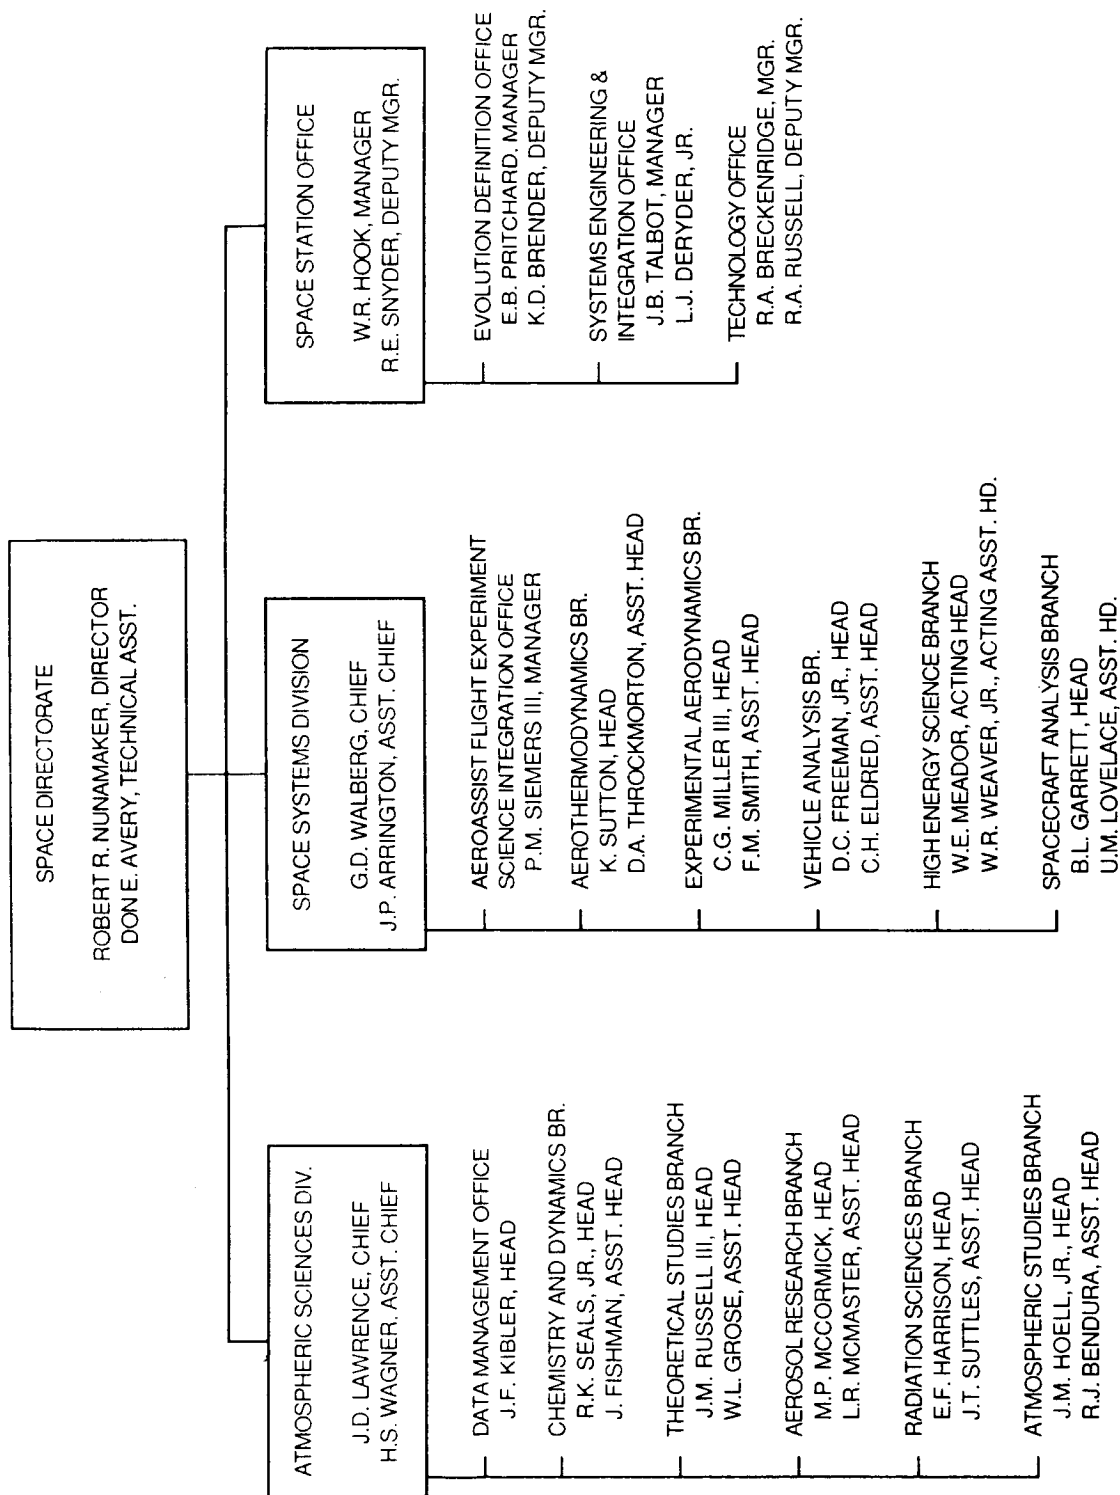 SPACE DIRECTORATE
ROBERT R. NUNAMAKER, DIRECTOR
DON E. AVERY, TECHNICAL ASST.
ATMOSPHERIC SCIENCES DIV.
J.D. LAWRENCE, CHIEF
H.S. WAGNER, ASST. CHIEF
DATA MANAGEMENT OFFICE
J.F. KIBLER, HEAD
CHEMISTRY AND DYNAMICS BR.
R.K. SEALS, JR., HEAD
J. FISHMAN, ASST. HEAD
THEORETICAL STUDIES BRANCH
J.M. RUSSELL III, HEAD
W.L. GROSE, ASST. HEAD
AEROSOL RESEARCH BRANCH
M.P. MCCORMICK, HEAD
L.R. MCMASTER, ASST. HEAD
RADIATION SCIENCES BRANCH
E.F. HARRISON, HEAD
J.T. SUTTLES, ASST. HEAD
ATMOSPHERIC STUDIES BRANCH
J.M. HOELL, JR., HEAD
R.J. BENDURA, ASST. HEAD
SPACE SYSTEMS DIVISION
G.D. WALBERG, CHIEF
J.P. ARRINGTON, ASST. CHIEF
AEROASSIST FLIGHT EXPERIMENT
SCIENCE INTEGRATION OFFICE
P.M. SIEMERS III, MANAGER
AEROTHERMODYNAMICS BR.
K. SUTTON, HEAD
D.A. THROCKMORTON, ASST. HEAD
EXPERIMENTAL AERODYNAMICS BR.
C.G. MILLER III, HEAD
F.M. SMITH, ASST. HEAD
VEHICLE ANALYSIS BR.
D.C. FREEMAN, JR., HEAD
C.H. ELDRED, ASST. HEAD
HIGH ENERGY SCIENCE BRANCH
W.E. MEADOR, ACTING HEAD
W.R. WEAVER, JR., ACTING ASST. HD.
SPACECRAFT ANALYSIS BRANCH
B.L. GARRETT, HEAD
U.M. LOVELACE, ASST. HD.
SPACE STATION OFFICE
W.R. HOOK, MANAGER
R.E. SNYDER, DEPUTY MGR.
EVOLUTION DEFINITION OFFICE
E.B. PRITCHARD, MANAGER
K.D. BRENDER, DEPUTY MGR.
SYSTEMS ENGINEERING &
INTEGRATION OFFICE
J.B. TALBOT, MANAGER
L.J. DERYDER, JR.
TECHNOLOGY OFFICE
R.A. BRECKENRIDGE, MGR.
R.A. RUSSELL, DEPUTY MGR.